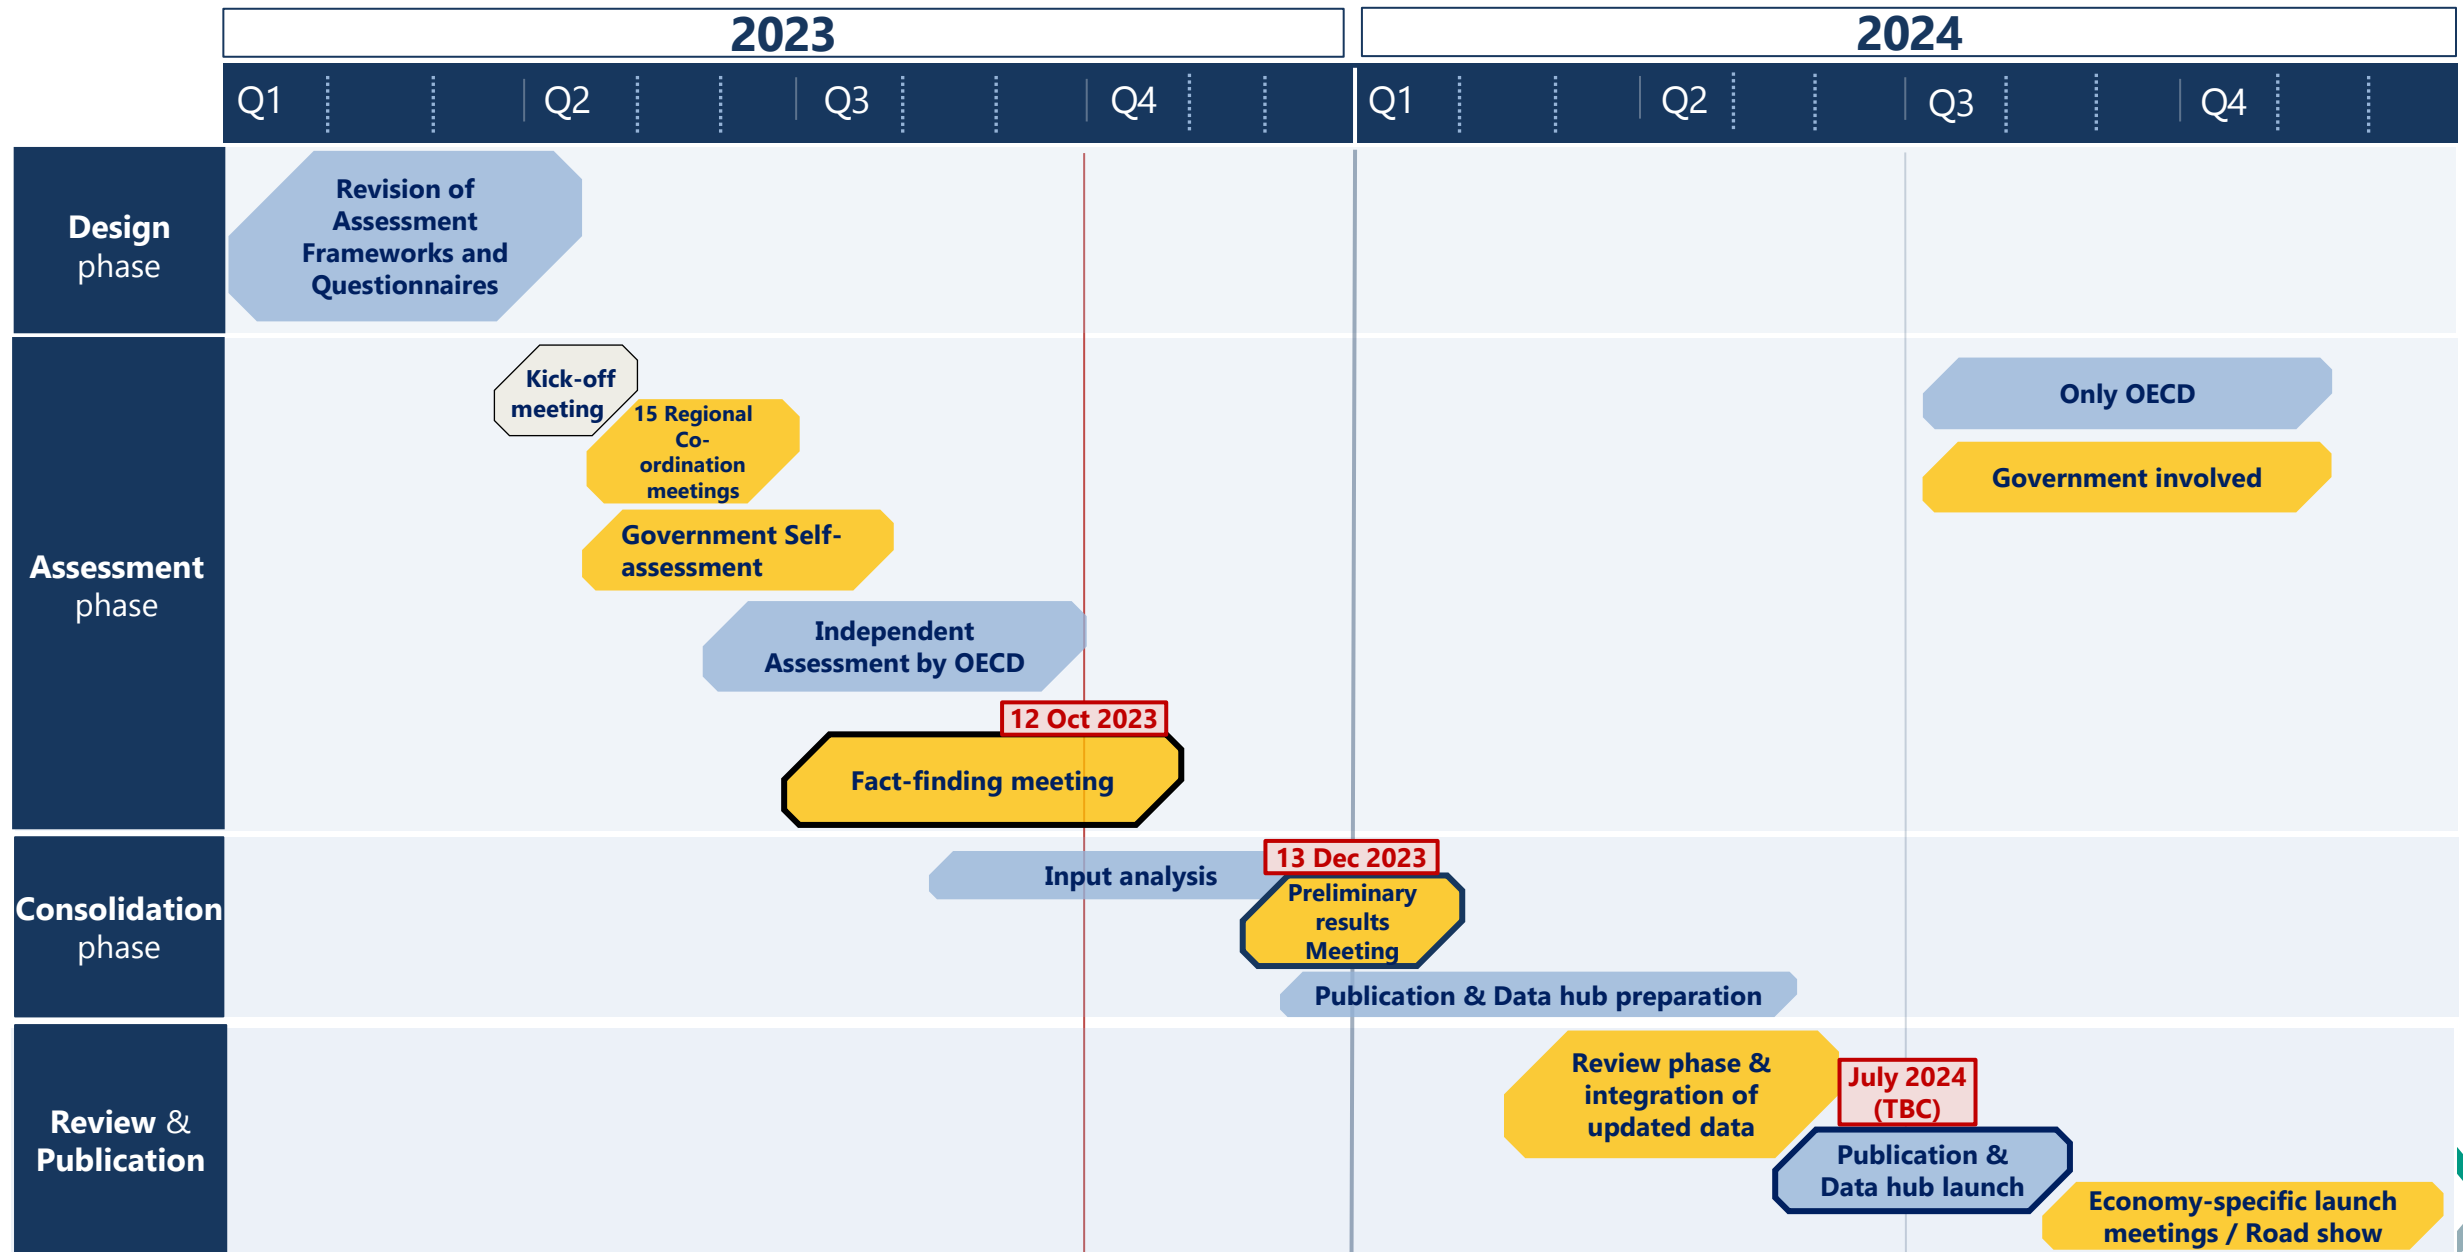 2023
2024
Q1
Q2
Q3
Q4
Q1
Q2
Q3
Q4
Design
phase
Revision of
Assessment
Frameworks and
Questionnaires
Assessment
phase
Kick-off
meeting
15 Regional
Co-
ordination
meetings
Government Self-
assessment
Independent
Assessment by OECD
12 Oct 2023
Fact-finding meeting
Only OECD
Government involved
Consolidation
phase
Input analysis
13 Dec 2023
Preliminary
results
Meeting
Publication & Data hub preparation
Review &
Publication
Review phase &
integration of
updated data
July 2024
(TBC)
Publication &
Data hub launch
Economy-specific launch
meetings / Road show